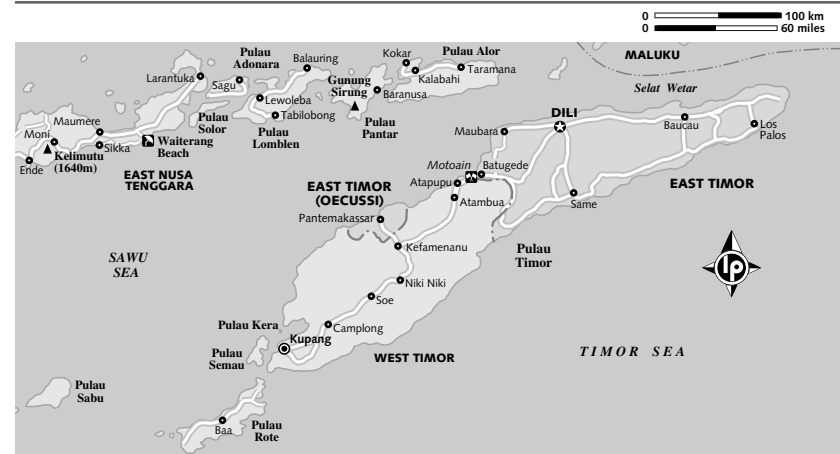 0 100 km
0 60 miles
Pulau
Adonara
Balauring
Kokar
Pulau Alor
MALUKU
Larantuka
Sagu
Gunung
Sirung
Kalabahi
Taramana
Selat Wetar
Lewoleba
Baranusa
Maumere
Pulau
Solor
Tabilobong
Pulau
Lomblen
Pulau
Pantar
DILI
Maubara
Baucau
Los
Palos
Moni
Sikka
Waiterang
Beach
Kelimutu
(1640m)
Ende
EAST NUSA
TENGGARA
Motoain
Batugede
Atapupu
EAST TIMOR
EAST TIMOR
(OECUSSI)
Atambua
Same
Pantemakassar
Kefamenanu
Pulau
Timor
SAWU
SEA
lp
Niki Niki
Soe
Pulau Kera
Camplong
Kupang
Pulau
Semau
WEST TIMOR
TIMOR SEA
Pulau
Sabu
Baa
Pulau
Rote